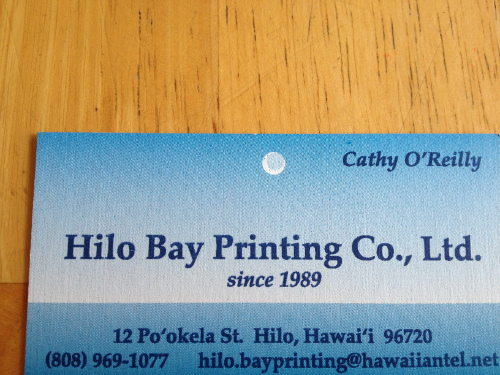 Cathy O'Reilly
Hilo Bay Printing Co., Ltd.
since 1989
12 Po‘okela St. Hilo, Hawai‘i 96720
(808) 969-1077 hilo.bayprinting@hawaiiantel.net